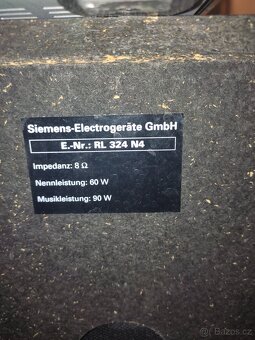 Siemens-Electrogeräte GmbH
E.-Nr.: RL 324 N4
Impedanz: 8 Ω
Nennleistung: 60 W
Musikleistung: 90 W
Bazos.cz